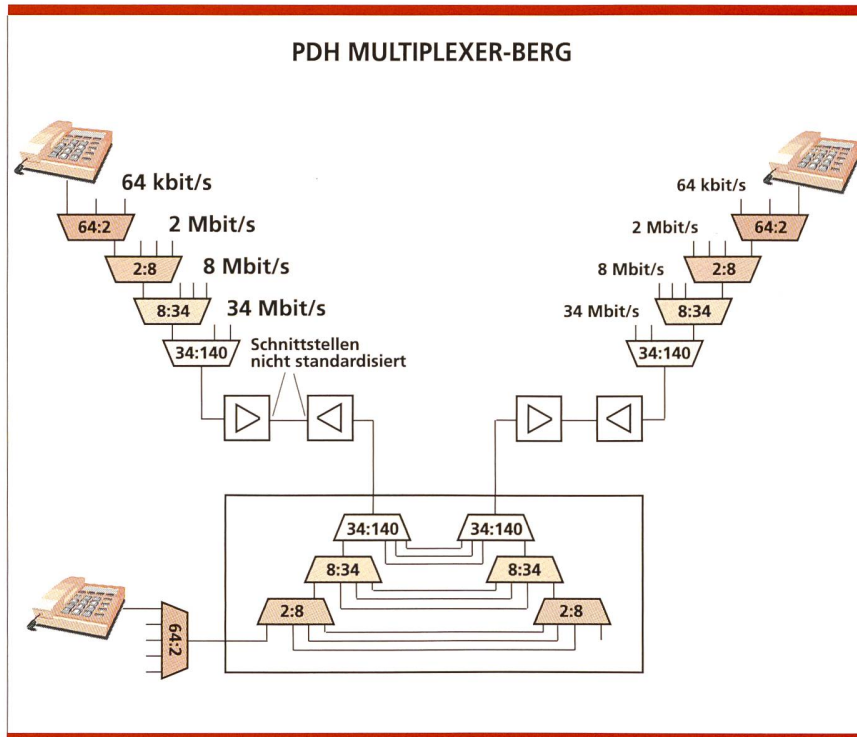 PDH MULTIPLEXER-BERG
64 kbit/s
64:2
2 Mbit/s
2:8
8 Mbit/s
8:34
34 Mbit/s
34:140
Schnittstellen
nicht standardisiert
64 kbit/s
64:2
2 Mbit/s
2:8
8 Mbit/s
8:34
34 Mbit/s
34:140
34:140
34:140
8:34
8:34
2:8
2:8
64:2